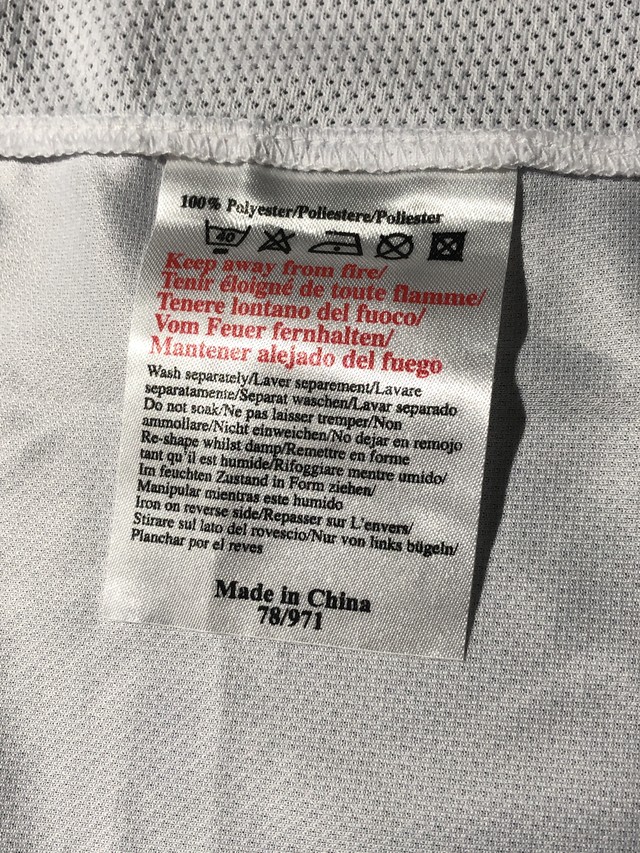 100% Polyester/Poliestere/Poliester
40
Keep away from fire/
Tenir éloigné de toute flamme/
Tenere lontano del fuoco/
Vom Feuer fernhalten/
Mantener alejado del fuego
Wash separately/Laver separement/Lavare
separatamente/Separat waschen/Lavar separado
Do not soak/Ne pas laisser tremper/Non
ammollare/Nicht einweichen/No dejar en remojo
Re-shape whilst damp/Remettre en forme
tant qu'il est humide/Rifoggiare mentre umido/
Im feuchten Zustand in Form ziehen/
Manipular mientras este humido
Iron on reverse side/Repasser sur L'envers/
Stirare sul lato del rovescio/Nur von links bügeln/
Planchar por el reves
Made in China
78/971